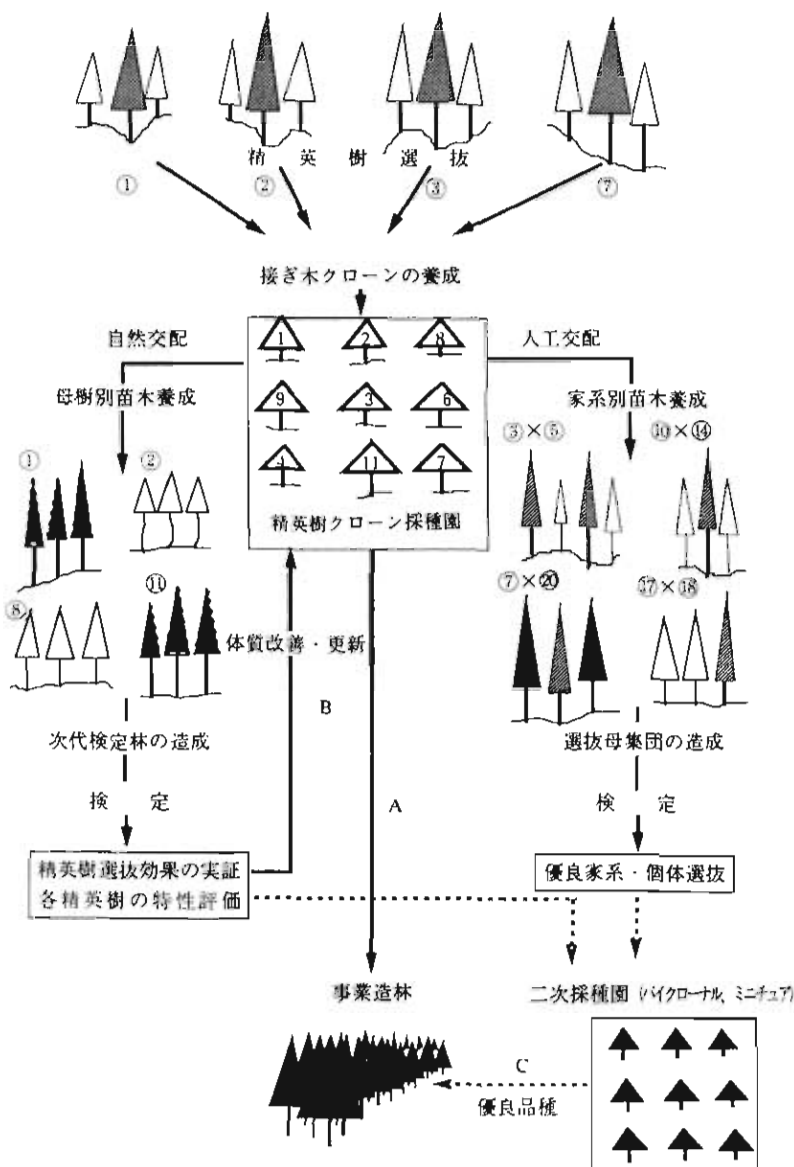 精英樹選抜
① ② ③ ⑦
接ぎ木クローンの養成
自然交配
人工交配
1 2 8
9 3 6
4 11 7
精英樹クローン採種園
母樹別苗木養成
① ②
⑧ ⑪
次代検定林の造成
検定
精英樹選抜効果の実証
各精英樹の特性評価
体質改善・更新
B
A
家系別苗木養成
③×⑤ ⑩×⑭
⑦×⑳ ⑰×⑱
選抜母集団の造成
検定
優良家系・個体選抜
事業造林
二次採種園(バイクローナル、ミニチュア)
C
優良品種